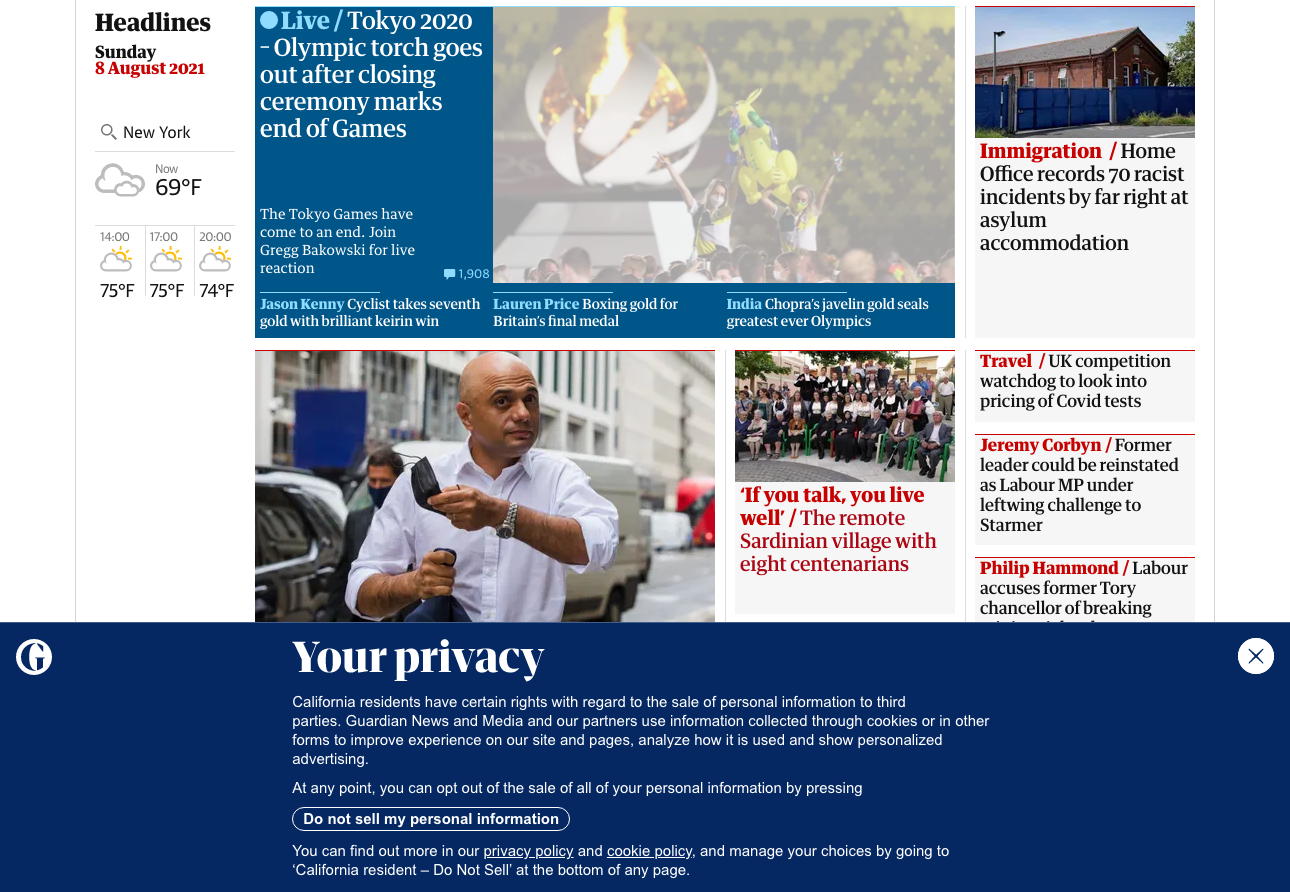 Headlines
Sunday
8 August 2021
New York
Now
69°F
14:00
17:00
20:00
75°F
75°F
74°F
Live / Tokyo 2020
– Olympic torch goes
out after closing
ceremony marks
end of Games
The Tokyo Games have
come to an end. Join
Gregg Bakowski for live
reaction
1,908
Jason Kenny Cyclist takes seventh
gold with brilliant keirin win
Lauren Price Boxing gold for
Britain's final medal
India Chopra's javelin gold seals
greatest ever Olympics
Immigration / Home
Office records 70 racist
incidents by far right at
asylum
accommodation
'If you talk, you live
well' / The remote
Sardinian village with
eight centenarians
Travel / UK competition
watchdog to look into
pricing of Covid tests
Jeremy Corbyn / Former
leader could be reinstated
as Labour MP under
leftwing challenge to
Starmer
Philip Hammond / Labour
accuses former Tory
chancellor of breaking
Your privacy
California residents have certain rights with regard to the sale of personal information to third
parties. Guardian News and Media and our partners use information collected through cookies or in other
forms to improve experience on our site and pages, analyze how it is used and show personalized
advertising.
At any point, you can opt out of the sale of all of your personal information by pressing
Do not sell my personal information
You can find out more in our privacy policy and cookie policy, and manage your choices by going to
‘California resident – Do Not Sell’ at the bottom of any page.